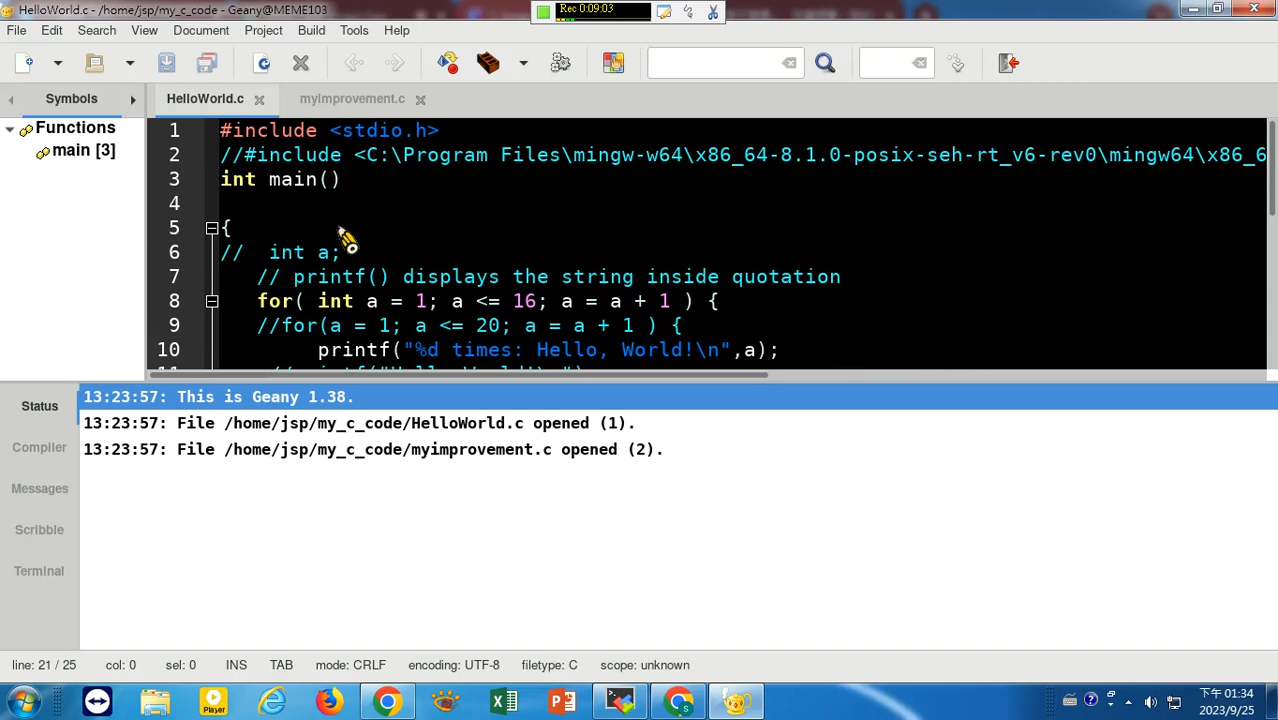 HelloWorld.c - /home/jsp/my_c_code - Geany@MEME103
Rec 0:09:03
File Edit Search View Document Project Build Tools Help
Symbols
HelloWorld.c
myimprovement.c
Functions
main [3]
1 #include <stdio.h>
2 //#include <C:\Program Files\mingw-w64\x86_64-8.1.0-posix-seh-rt_v6-rev0\mingw64\x86_6
3 int main()
4
5 {
6 // int a;
7 // printf() displays the string inside quotation
8 for( int a = 1; a <= 16; a = a + 1 ) {
9 //for(a = 1; a <= 20; a = a + 1 ) {
10 printf("%d times: Hello, World!\n",a);
Status
Compiler
Messages
Scribble
Terminal
13:23:57: This is Geany 1.38.
13:23:57: File /home/jsp/my_c_code/HelloWorld.c opened (1).
13:23:57: File /home/jsp/my_c_code/myimprovement.c opened (2).
line: 21 / 25 col: 0 sel: 0 INS TAB mode: CRLF encoding: UTF-8 filetype: C scope: unknown
Player
下午 01:34
2023/9/25